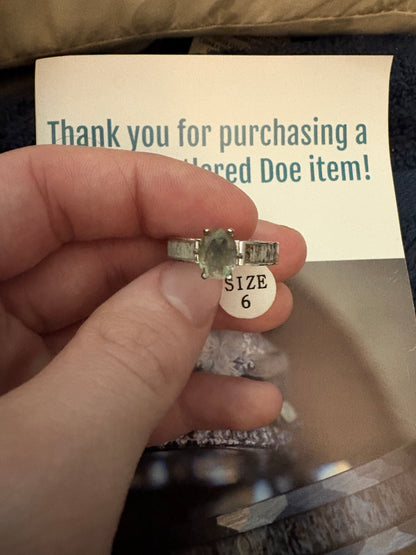 Thank you for purchasing a
Doe item!
SIZE
6